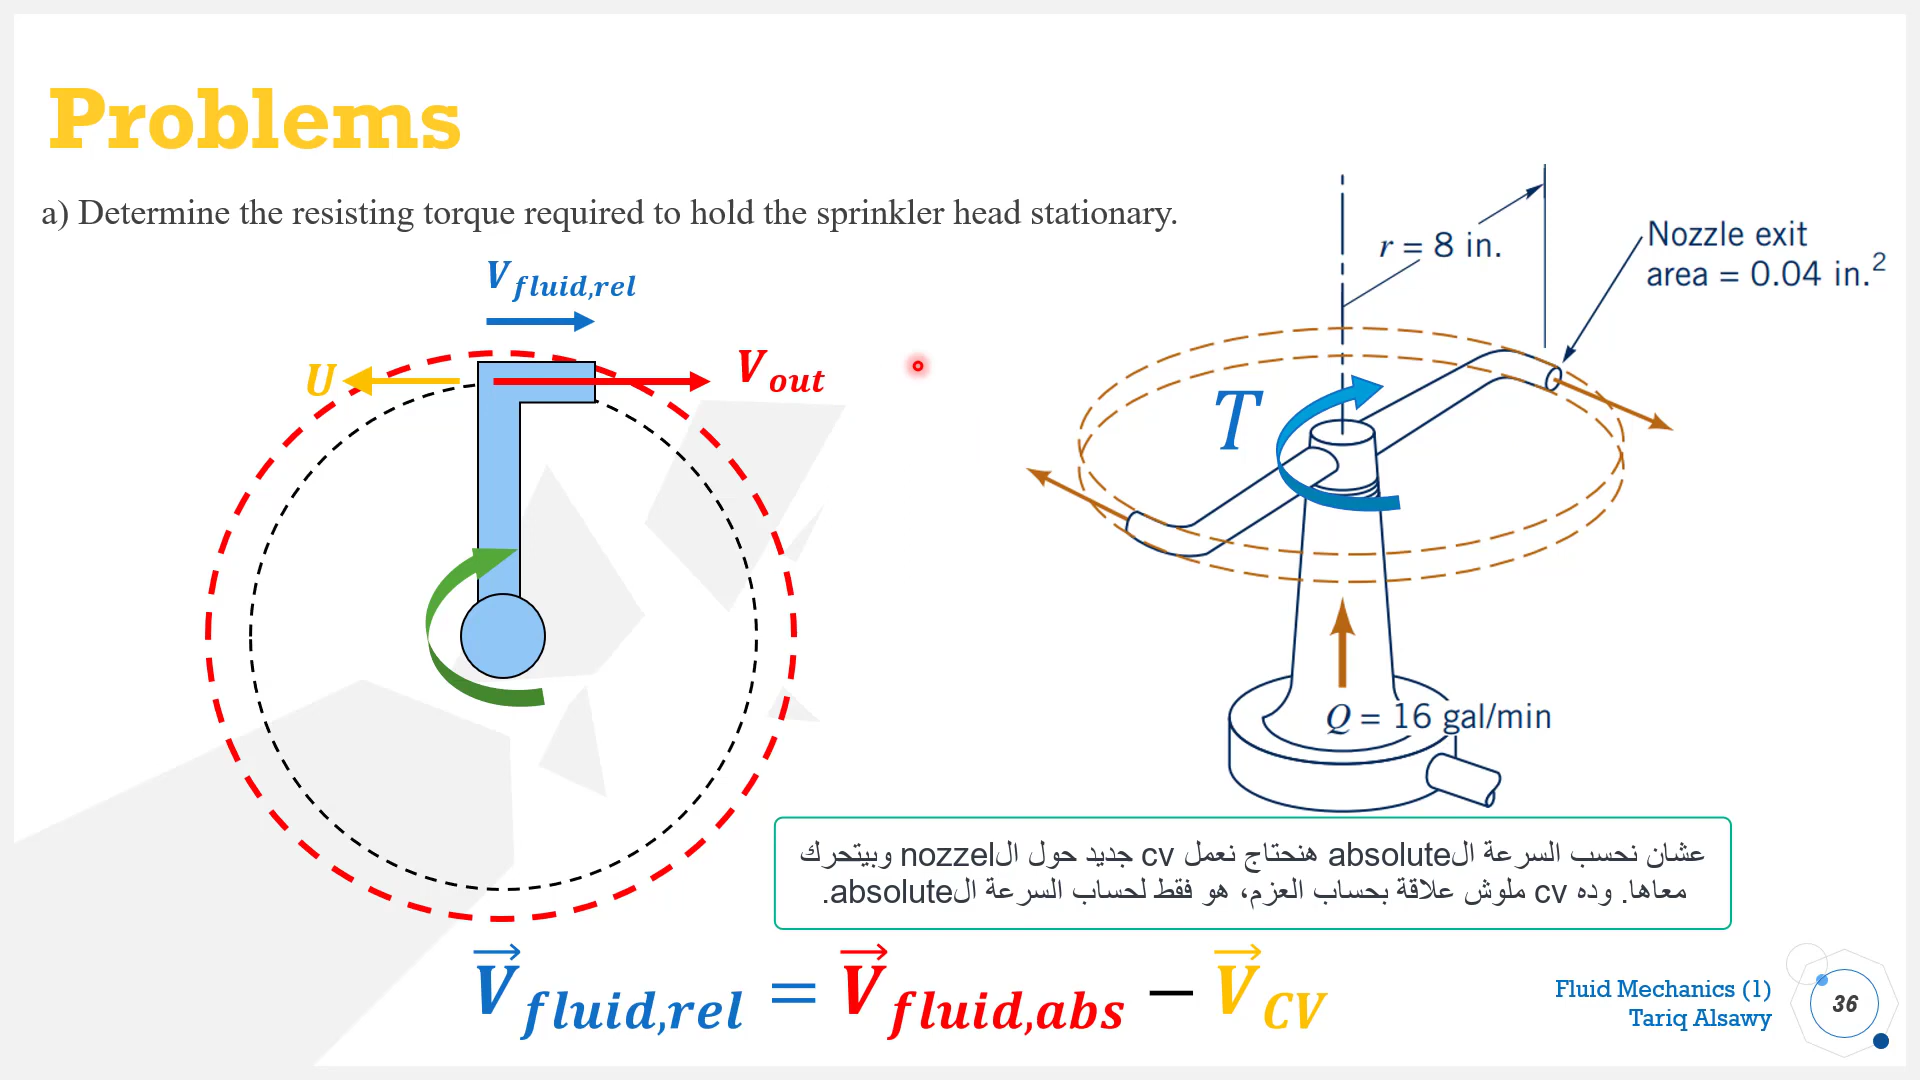 Problems
a) Determine the resisting torque required to hold the sprinkler head stationary.
V fluid,rel
U
V out
r = 8 in.
Nozzle exit
area = 0.04 in.²
T
Q = 16 gal/min
عشان نحسب السرعة الabsolute هنحتاج نعمل cv جديد حول الnozzel وبيتحرك
معاها. وده cv ملوش علاقة بحساب العزم، هو فقط لحساب السرعة الabsolute.
V⃗ fluid,rel = V⃗ fluid,abs − V⃗ CV
Fluid Mechanics (1)
Tariq Alsawy
36